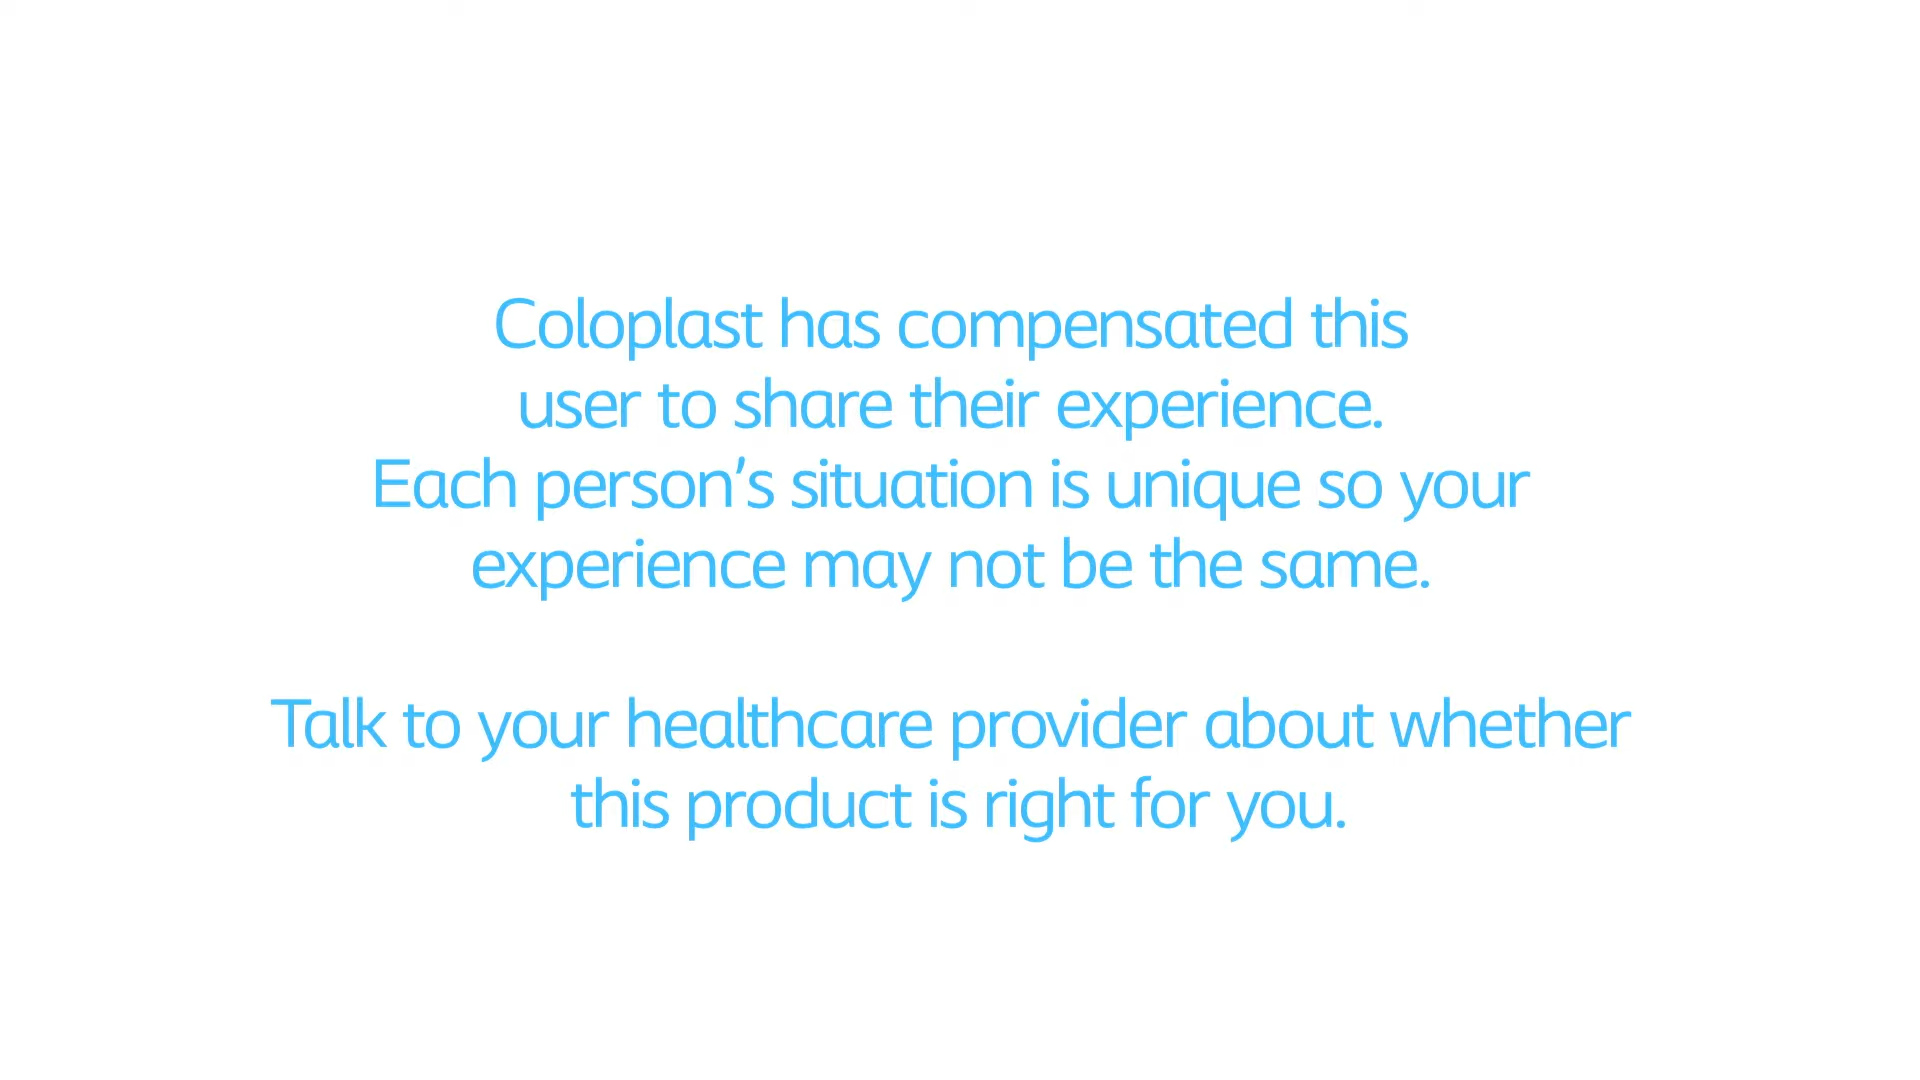 Coloplast has compensated this
user to share their experience.
Each person’s situation is unique so your
experience may not be the same.
Talk to your healthcare provider about whether
this product is right for you.